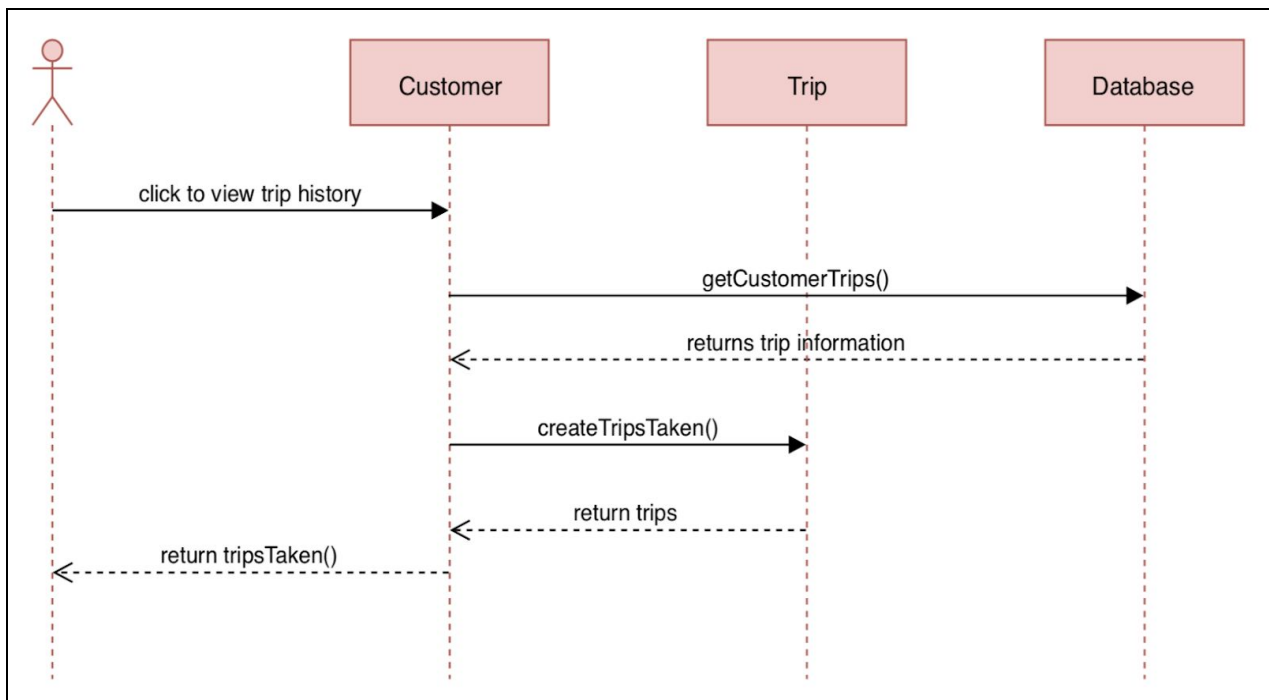 Customer
Trip
Database
click to view trip history
getCustomerTrips()
returns trip information
createTripsTaken()
return trips
return tripsTaken()